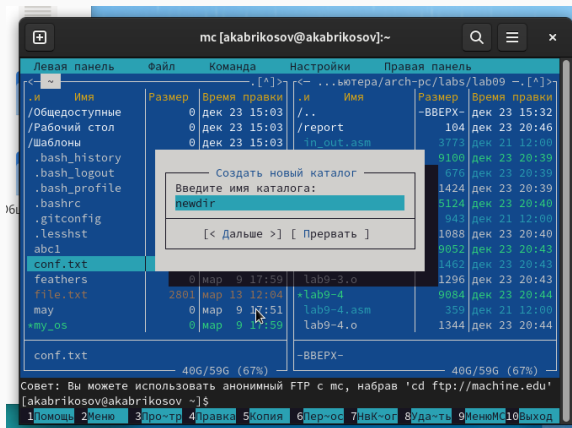 mc [akabrikosov@akabrikosov]:~
Левая панель Файл Команда Настройки Правая панель
<— ~ .[^]> <— ...ьютера/arch-pc/labs/lab09 —.[^]>
.и Имя Размер Время правки .и Имя Размер Время правки
/Общедоступные 0 дек 23 15:03 /.. -ВВЕРХ- дек 23 15:32
/Рабочий стол 0 дек 23 15:03 /report 104 дек 23 20:46
/Шаблоны 0 дек 23 15:03 in_out.asm 3773 дек 21 12:00
.bash_history 9100 дек 23 20:39
.bash_logout 676 дек 23 20:39
.bash_profile 1424 дек 23 20:39
.bashrc 5124 дек 23 20:40
.gitconfig 943 дек 21 12:00
.lesshst 1088 дек 23 20:40
abc1 9052 дек 23 20:43
conf.txt 1462 дек 23 20:43
Создать новый каталог
Введите имя каталога:
newdir
[< Дальше >] [ Прервать ]
feathers 0 мар 9 17:59 lab9-3.o 1296 дек 23 20:43
file.txt 2801 мар 13 12:04 *lab9-4 9084 дек 23 20:44
may 0 мар 9 17:51 lab9-4.asm 359 дек 21 12:00
*my_os 0 мар 9 17:59 lab9-4.o 1344 дек 23 20:44
conf.txt -ВВЕРХ-
40G/59G (67%) 40G/59G (67%)
Совет: Вы можете использовать анонимный FTP с mc, набрав 'cd ftp://machine.edu'
[akabrikosov@akabrikosov ~]$
1Помощь 2Меню 3Про~тр 4Правка 5Копия 6Пер~ос 7НвК~ог 8Уда~ть 9МенюMC 10Выход